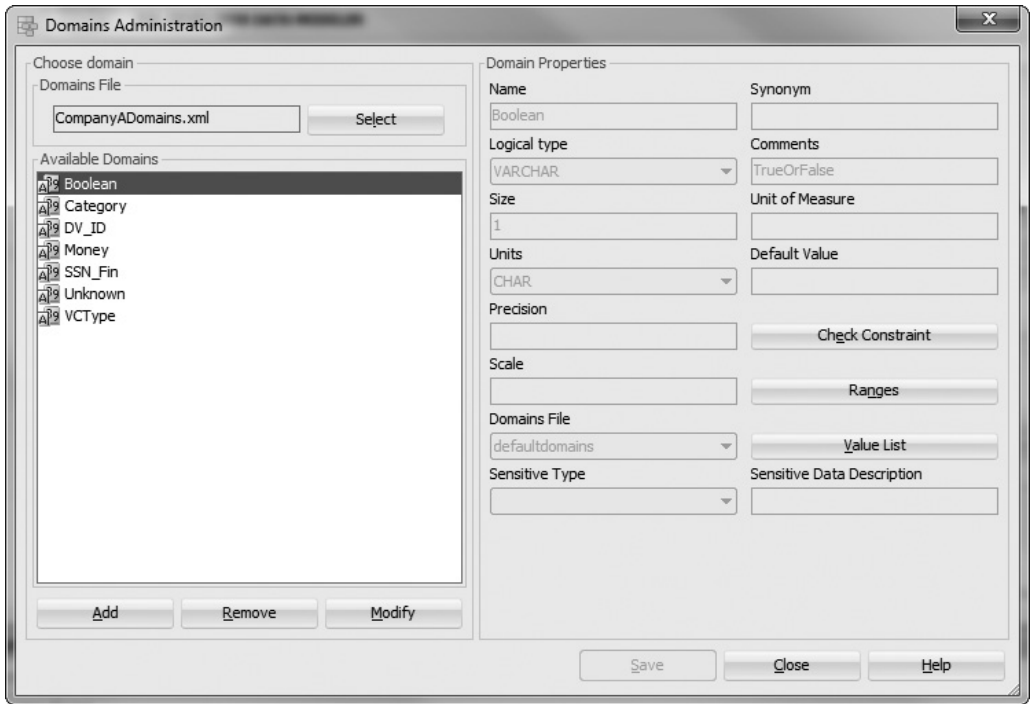 Domains Administration
X
Choose domain
Domains File
CompanyADomains.xml
Select
Available Domains
Boolean
Category
DV_ID
Money
SSN_Fin
Unknown
VCType
Add
Remove
Modify
Domain Properties
Name
Synonym
Boolean
Logical type
Comments
VARCHAR
TrueOrFalse
Size
Unit of Measure
1
Units
Default Value
CHAR
Precision
Check Constraint
Scale
Ranges
Domains File
defaultdomains
Value List
Sensitive Type
Sensitive Data Description
Save
Close
Help